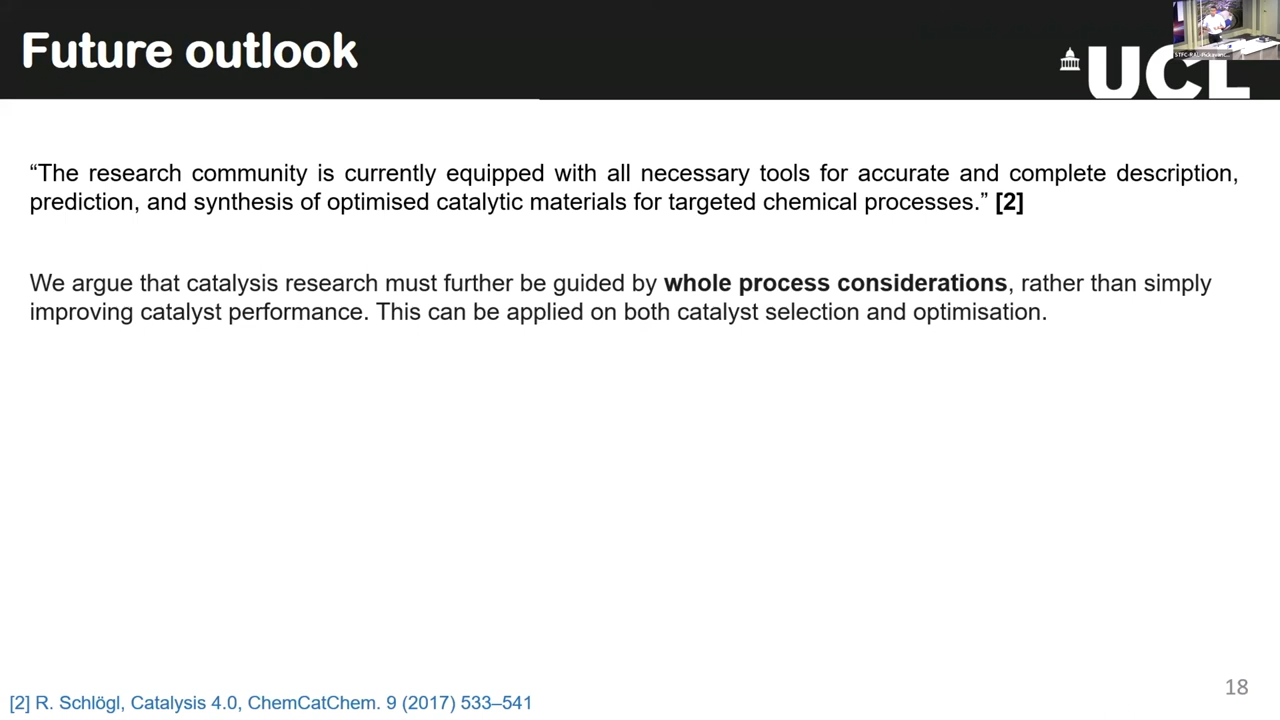 Future outlook
UCL
“The research community is currently equipped with all necessary tools for accurate and complete description,
prediction, and synthesis of optimised catalytic materials for targeted chemical processes.” [2]
We argue that catalysis research must further be guided by whole process considerations, rather than simply
improving catalyst performance. This can be applied on both catalyst selection and optimisation.
[2] R. Schlögl, Catalysis 4.0, ChemCatChem. 9 (2017) 533–541
18